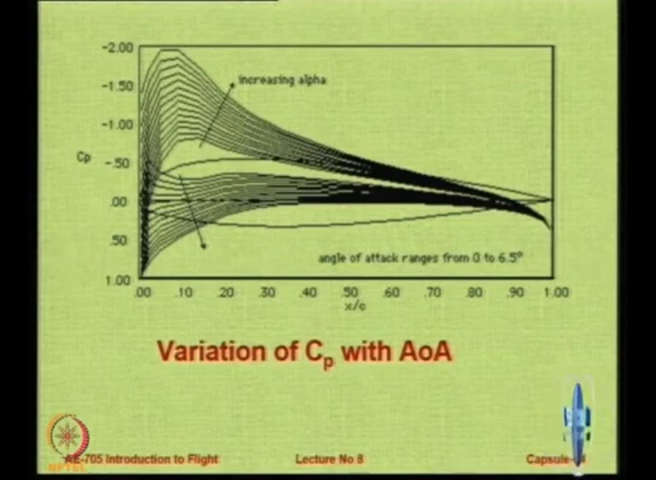 -2.00
-1.50
increasing alpha
-1.00
Cp
-.50
.00
.50
angle of attack ranges from 0 to 6.5°
1.00
.00 .10 .20 .30 .40 .50 .60 .70 .80 .90 1.00
x/c
Variation of Cp with AoA
NPTEL
AE-705 Introduction to Flight Lecture No 8